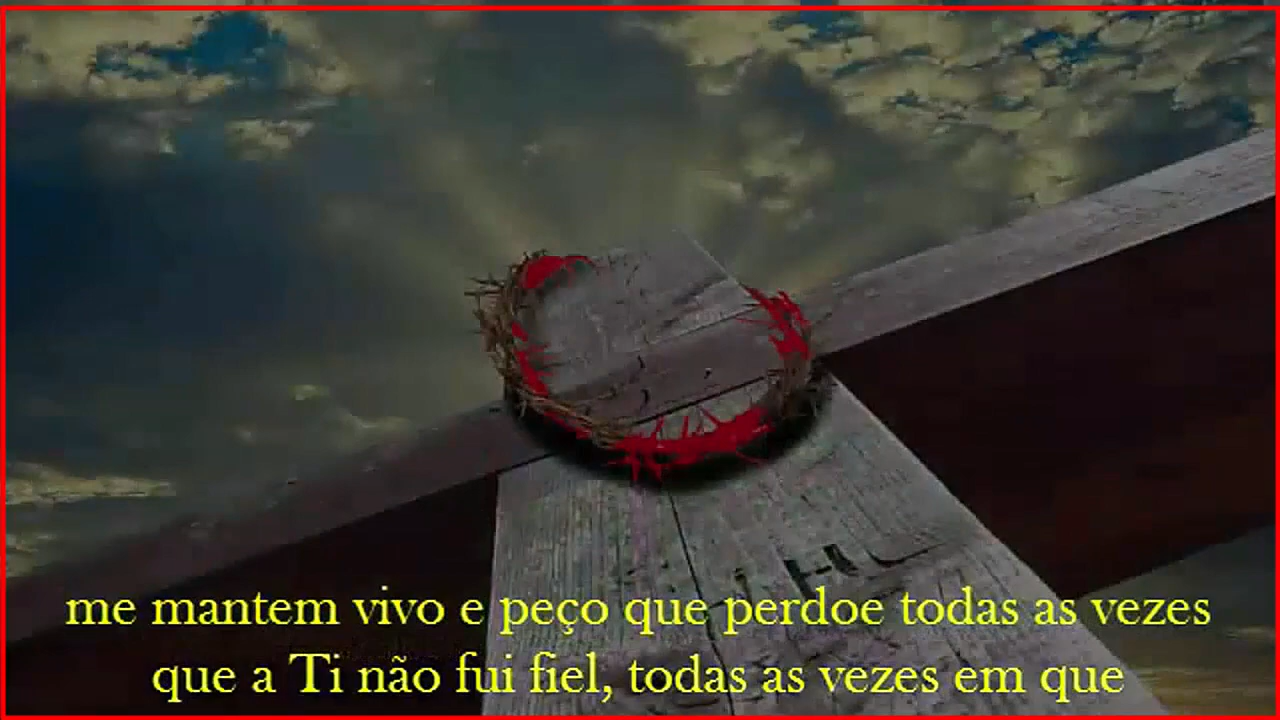 me mantem vivo e peço que perdoe todas as vezes
que a Ti não fui fiel, todas as vezes em que